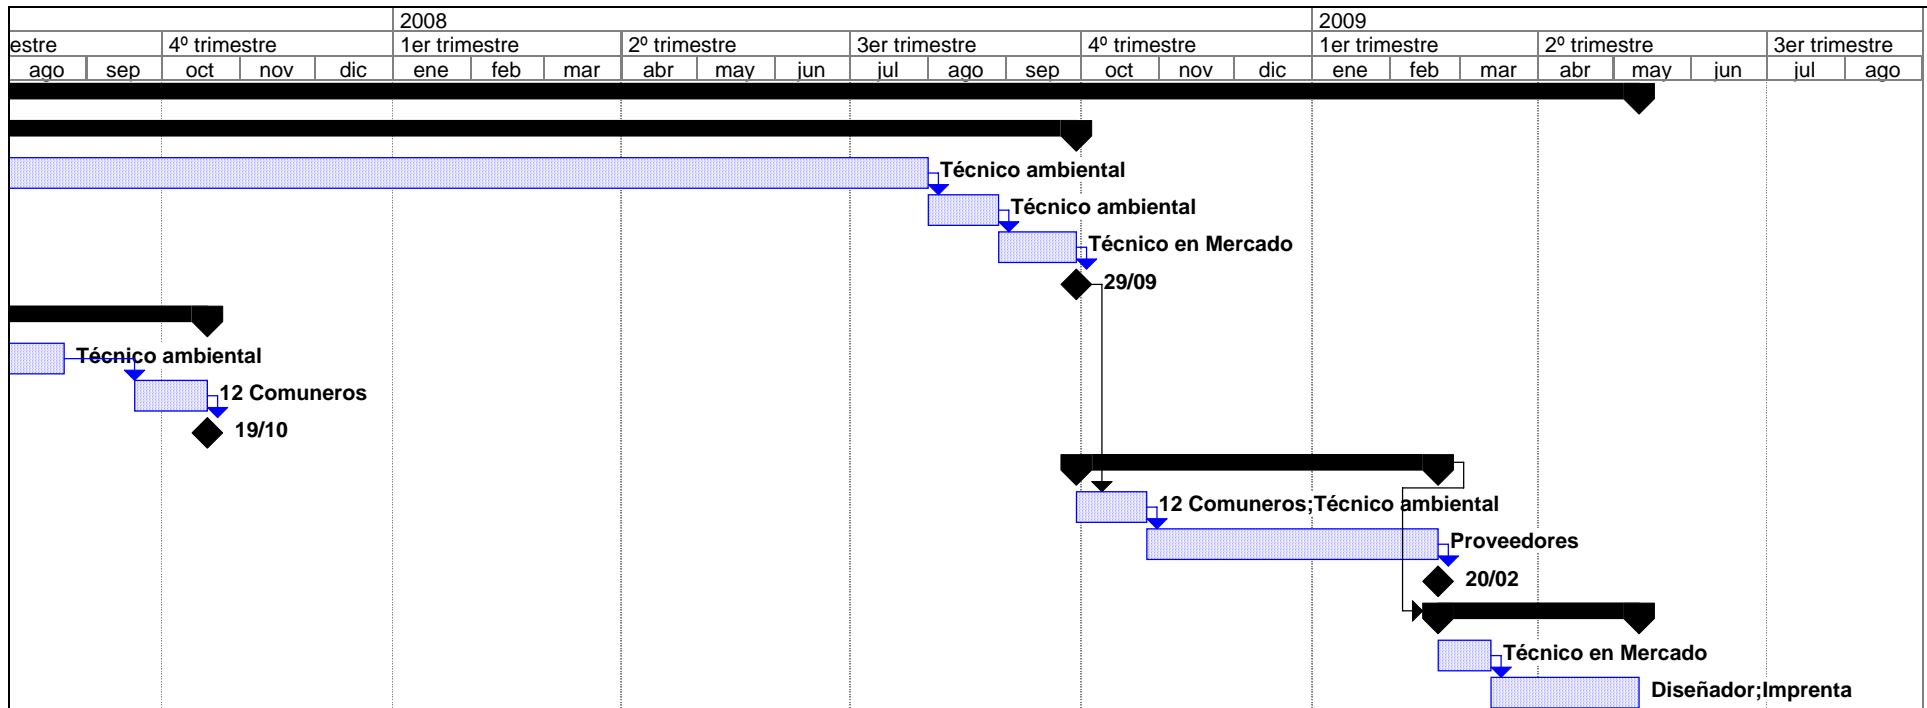 2008 2009
estre 4º trimestre 1er trimestre 2º trimestre 3er trimestre 4º trimestre 1er trimestre 2º trimestre 3er trimestre
ago sep oct nov dic ene feb mar abr may jun jul ago sep oct nov dic ene feb mar abr may jun jul ago
Técnico ambiental
Técnico ambiental
Técnico en Mercado
29/09
Técnico ambiental
12 Comuneros
19/10
12 Comuneros;Técnico ambiental
Proveedores
20/02
Técnico en Mercado
Diseñador;Imprenta